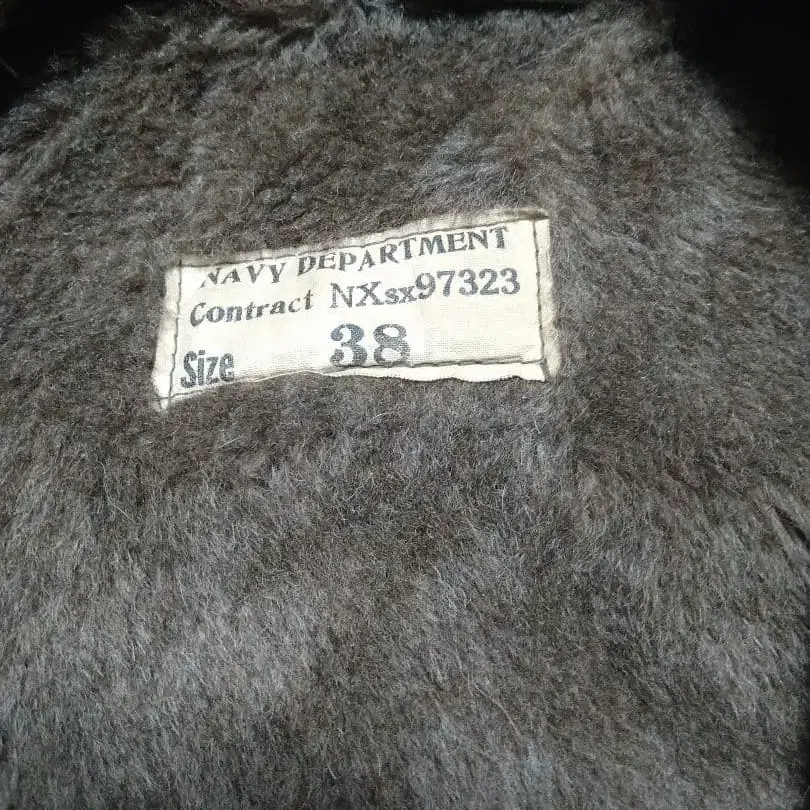 NAVY DEPARTMENT
Contract NXsx97323
Size 38